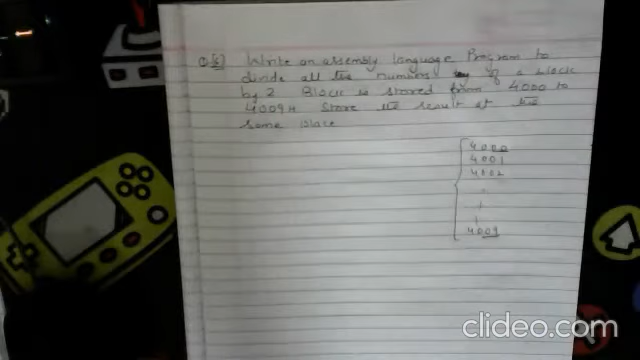 Q[6] Write an assembly language Program to
divide all the numbers of a block
by 2 Block is stored from 4000 to
4009H Store the result at the
same place
4000
4001
4002
4009
clideo.com